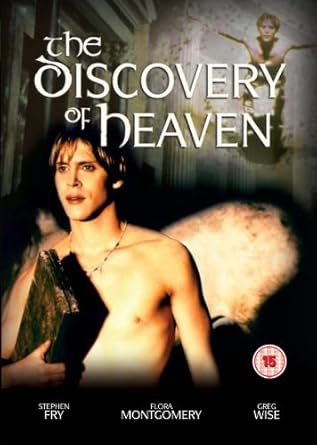 the
DISCOVERY
OF HEAVEN
15
STEPHEN
FRY
FLORA
MONTGOMERY
GREG
WISE